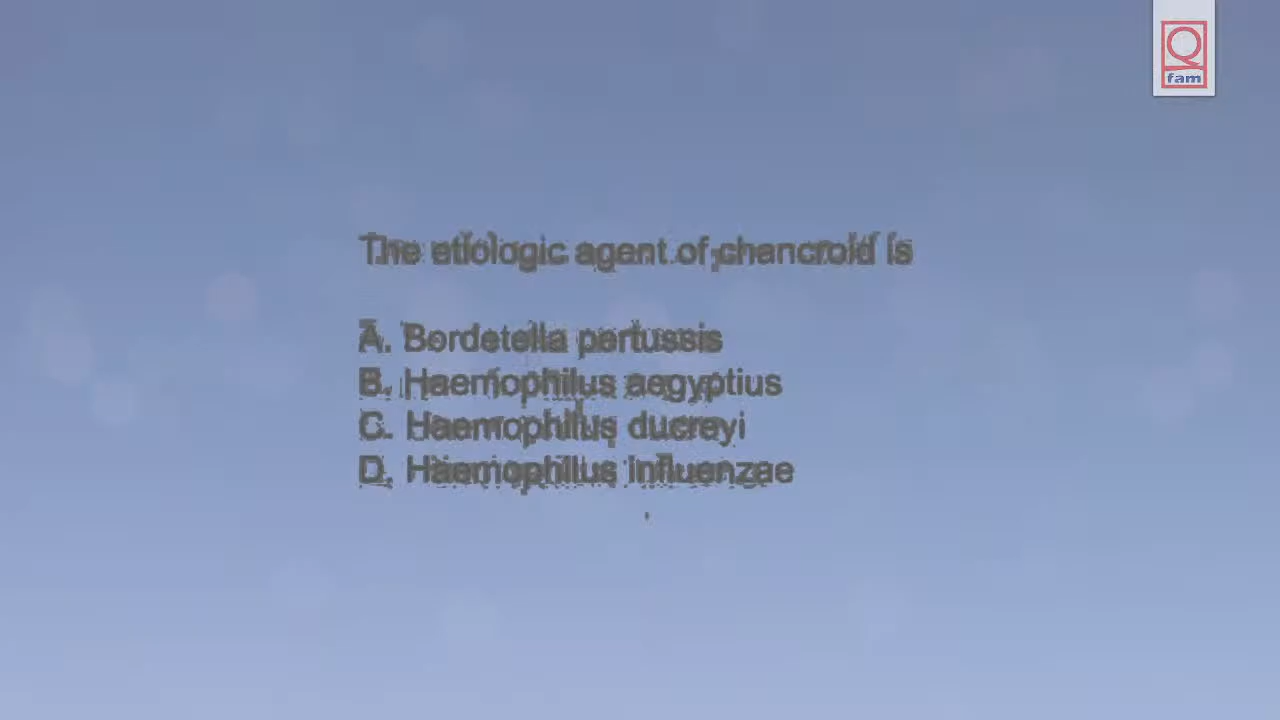 Q
fam
The etiologic agent of chancroid is
A. Bordetella pertussis
B. Haemophilus aegyptius
C. Haemophilus ducreyi
D. Haemophilus influenzae